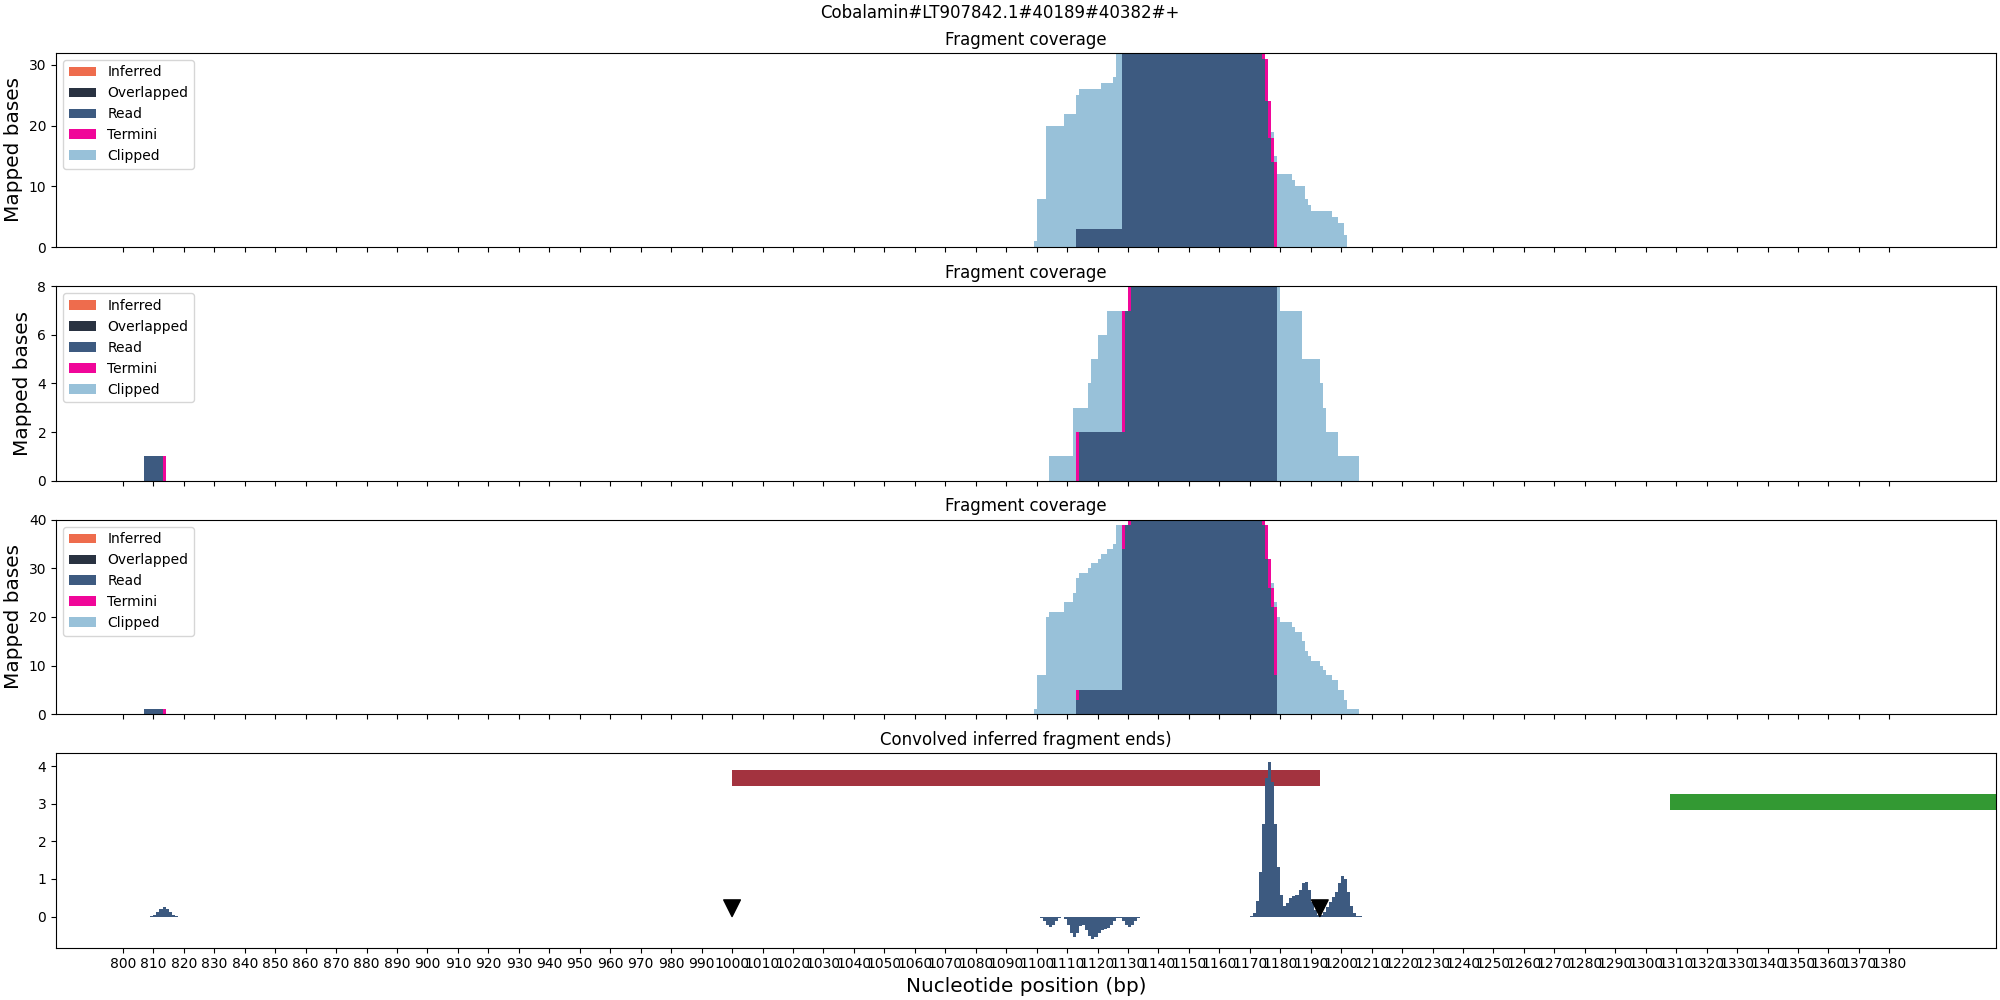 Cobalamin#LT907842.1#40189#40382#+
Fragment coverage
Mapped bases
30
20
10
0
Inferred
Overlapped
Read
Termini
Clipped
Fragment coverage
Mapped bases
8
6
4
2
0
Inferred
Overlapped
Read
Termini
Clipped
Fragment coverage
Mapped bases
40
30
20
10
0
Inferred
Overlapped
Read
Termini
Clipped
Convolved inferred fragment ends)
4
3
2
1
0
800 810 820 830 840 850 860 870 880 890 900 910 920 930 940 950 960 970 980 990 1000 1010 1020 1030 1040 1050 1060 1070 1080 1090 1100 1110 1120 1130 1140 1150 1160 1170 1180 1190 1200 1210 1220 1230 1240 1250 1260 1270 1280 1290 1300 1310 1320 1330 1340 1350 1360 1370 1380
Nucleotide position (bp)